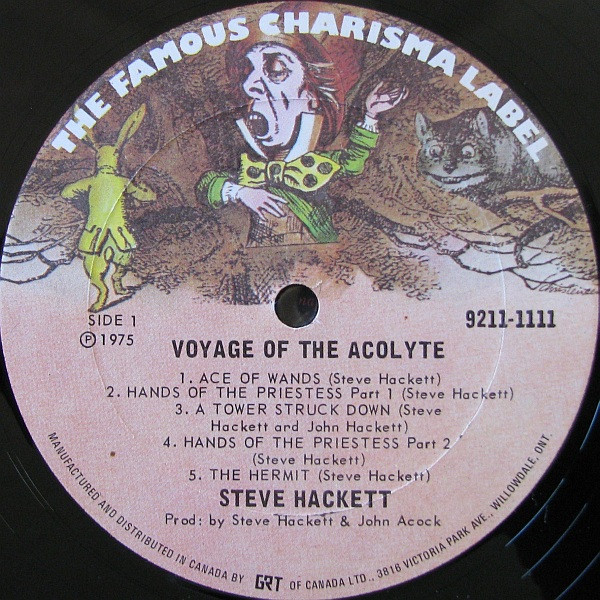 THE FAMOUS CHARISMA LABEL
SIDE 1
℗ 1975
9211-1111
VOYAGE OF THE ACOLYTE
1. ACE OF WANDS (Steve Hackett)
2. HANDS OF THE PRIESTESS Part 1 (Steve Hackett)
3. A TOWER STRUCK DOWN (Steve
Hackett and John Hackett)
4. HANDS OF THE PRIESTESS Part 2
(Steve Hackett)
5. THE HERMIT (Steve Hackett)
STEVE HACKETT
Prod: by Steve Hackett & John Acock
MANUFACTURED AND DISTRIBUTED IN CANADA BY GRT OF CANADA LTD., 3816 VICTORIA PARK AVE., WILLOWDALE, ONT.